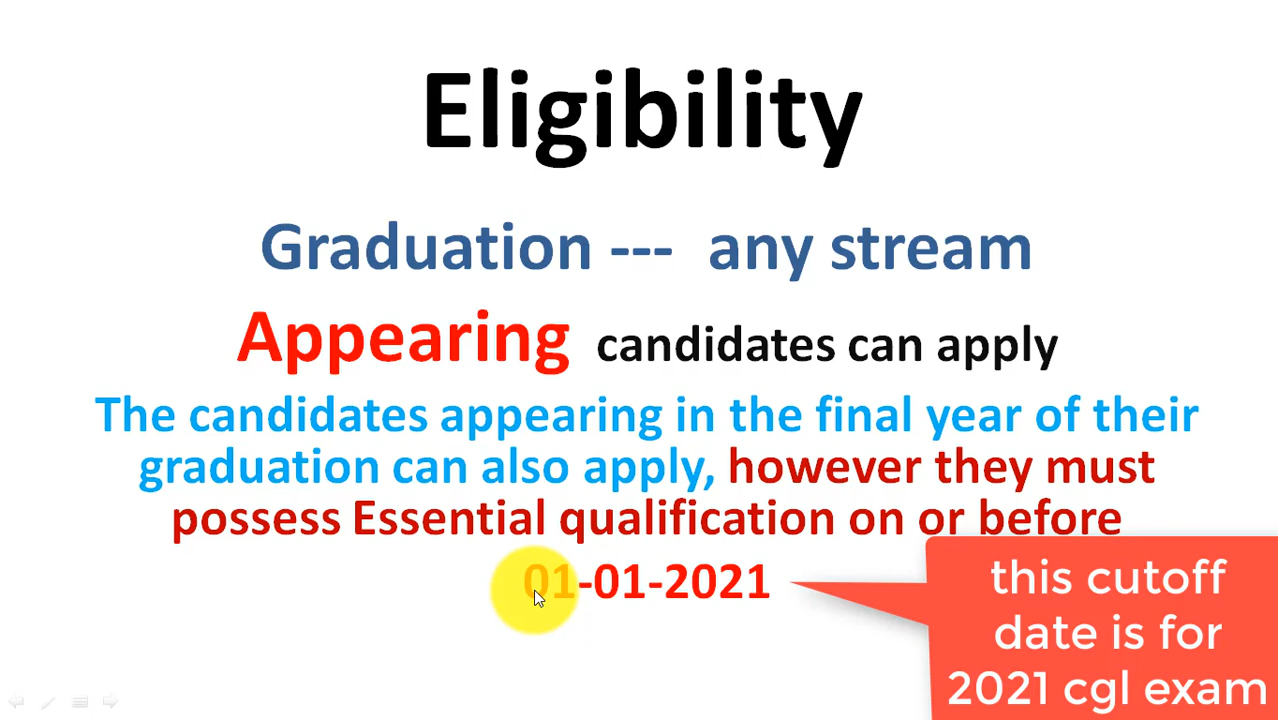 Eligibility
Graduation --- any stream
Appearing candidates can apply
The candidates appearing in the final year of their
graduation can also apply, however they must
possess Essential qualification on or before
01-01-2021
this cutoff
date is for
2021 cgl exam